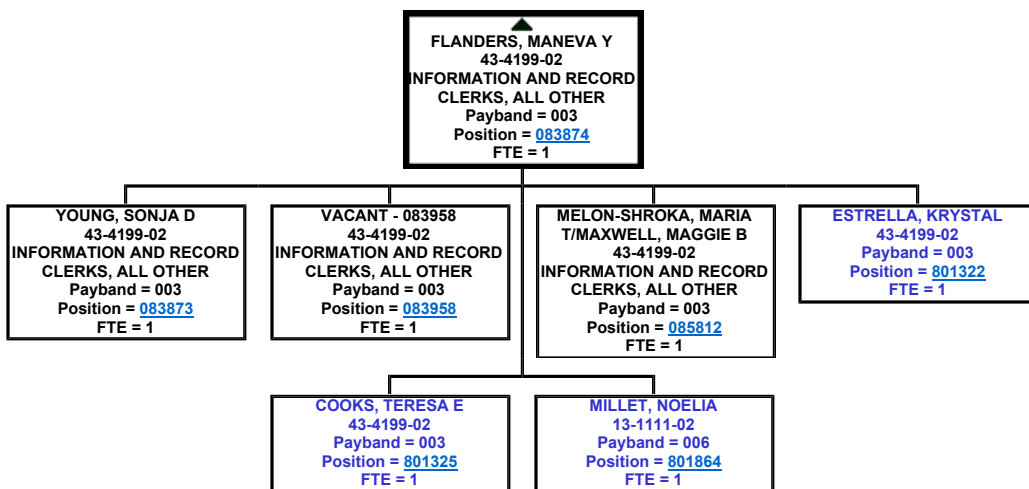 FLANDERS, MANEVA Y
43-4199-02
INFORMATION AND RECORD
CLERKS, ALL OTHER
Payband = 003
Position = 083874
FTE = 1
YOUNG, SONJA D
43-4199-02
INFORMATION AND RECORD
CLERKS, ALL OTHER
Payband = 003
Position = 083873
FTE = 1
VACANT - 083958
43-4199-02
INFORMATION AND RECORD
CLERKS, ALL OTHER
Payband = 003
Position = 083958
FTE = 1
MELON-SHROKA, MARIA
T/MAXWELL, MAGGIE B
43-4199-02
INFORMATION AND RECORD
CLERKS, ALL OTHER
Payband = 003
Position = 085812
FTE = 1
ESTRELLA, KRYSTAL
43-4199-02
Payband = 003
Position = 801322
FTE = 1
COOKS, TERESA E
43-4199-02
Payband = 003
Position = 801325
FTE = 1
MILLET, NOELIA
13-1111-02
Payband = 006
Position = 801864
FTE = 1